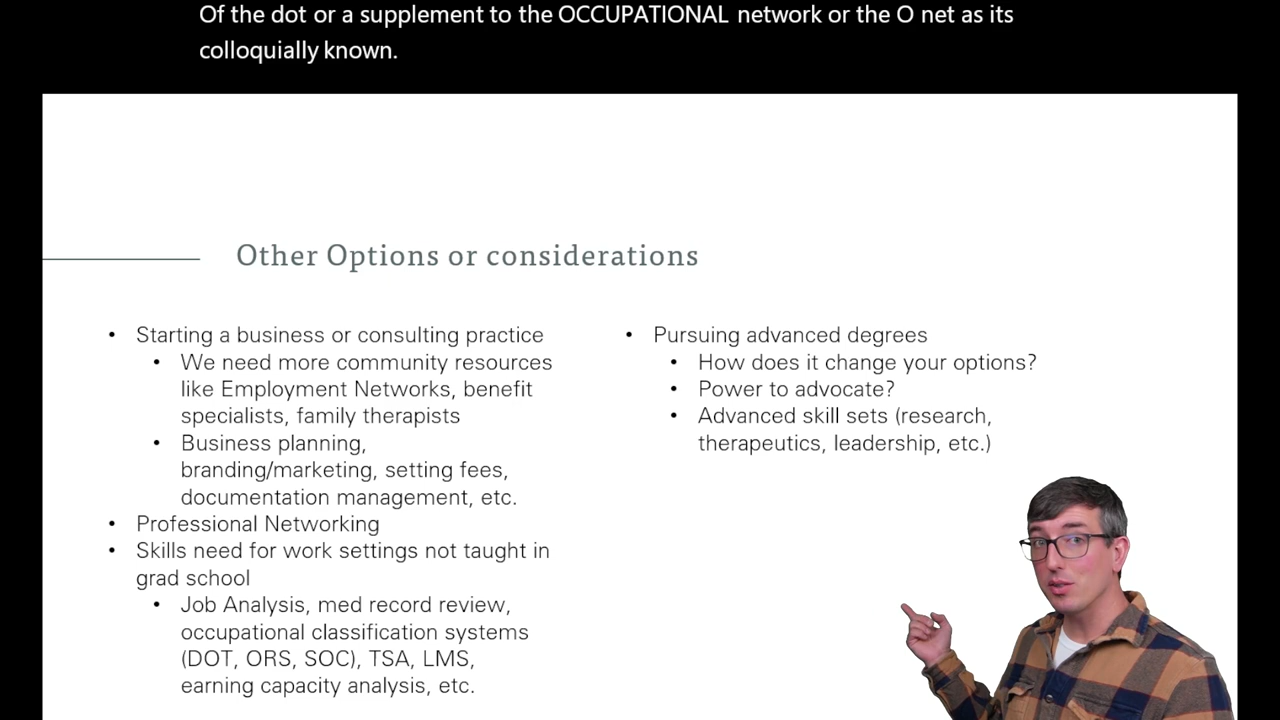 Of the dot or a supplement to the OCCUPATIONAL network or the O net as its
colloquially known.
Other Options or considerations
• Starting a business or consulting practice
• We need more community resources
like Employment Networks, benefit
specialists, family therapists
• Business planning,
branding/marketing, setting fees,
documentation management, etc.
• Professional Networking
• Skills need for work settings not taught in
grad school
• Job Analysis, med record review,
occupational classification systems
(DOT, ORS, SOC), TSA, LMS,
earning capacity analysis, etc.
• Pursuing advanced degrees
• How does it change your options?
• Power to advocate?
• Advanced skill sets (research,
therapeutics, leadership, etc.)